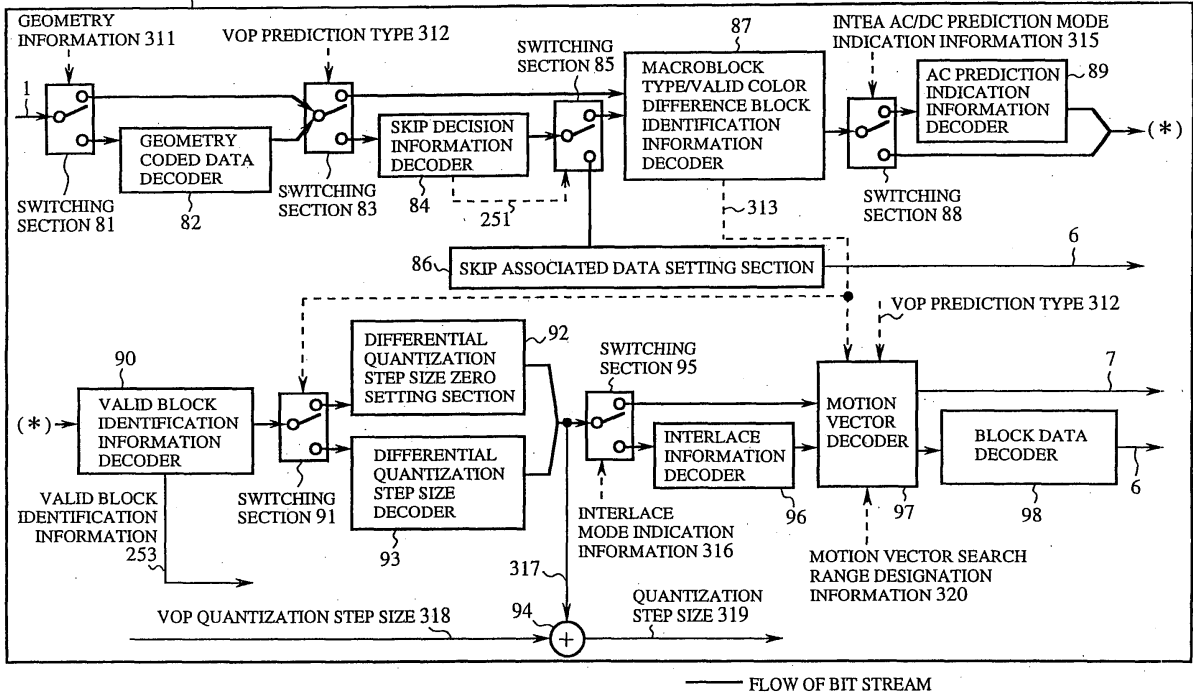 GEOMETRY
INFORMATION 311
VOP PREDICTION TYPE 312
SWITCHING
SECTION 85
87
INTEA AC/DC PREDICTION MODE
INDICATION INFORMATION 315
1
MACROBLOCK
TYPE/VALID COLOR
DIFFERENCE BLOCK
IDENTIFICATION
INFORMATION
DECODER
AC PREDICTION
INDICATION
INFORMATION
DECODER
89
GEOMETRY
CODED DATA
DECODER
SKIP DECISION
INFORMATION
DECODER
(*)
SWITCHING
SECTION 81
82
SWITCHING
SECTION 83
84
251
313
SWITCHING
SECTION 88
86
SKIP ASSOCIATED DATA SETTING SECTION
6
VOP PREDICTION TYPE 312
90
DIFFERENTIAL
QUANTIZATION
STEP SIZE ZERO
SETTING SECTION
92
SWITCHING
SECTION 95
7
(*)
VALID BLOCK
IDENTIFICATION
INFORMATION
DECODER
MOTION
VECTOR
DECODER
BLOCK DATA
DECODER
6
DIFFERENTIAL
QUANTIZATION
STEP SIZE
DECODER
INTERLACE
INFORMATION
DECODER
VALID BLOCK
IDENTIFICATION
INFORMATION
253
SWITCHING
SECTION 91
93
INTERLACE
MODE INDICATION
INFORMATION 316
96
97
98
MOTION VECTOR SEARCH
RANGE DESIGNATION
INFORMATION 320
317
VOP QUANTIZATION STEP SIZE 318
94
+
QUANTIZATION
STEP SIZE 319
FLOW OF BIT STREAM